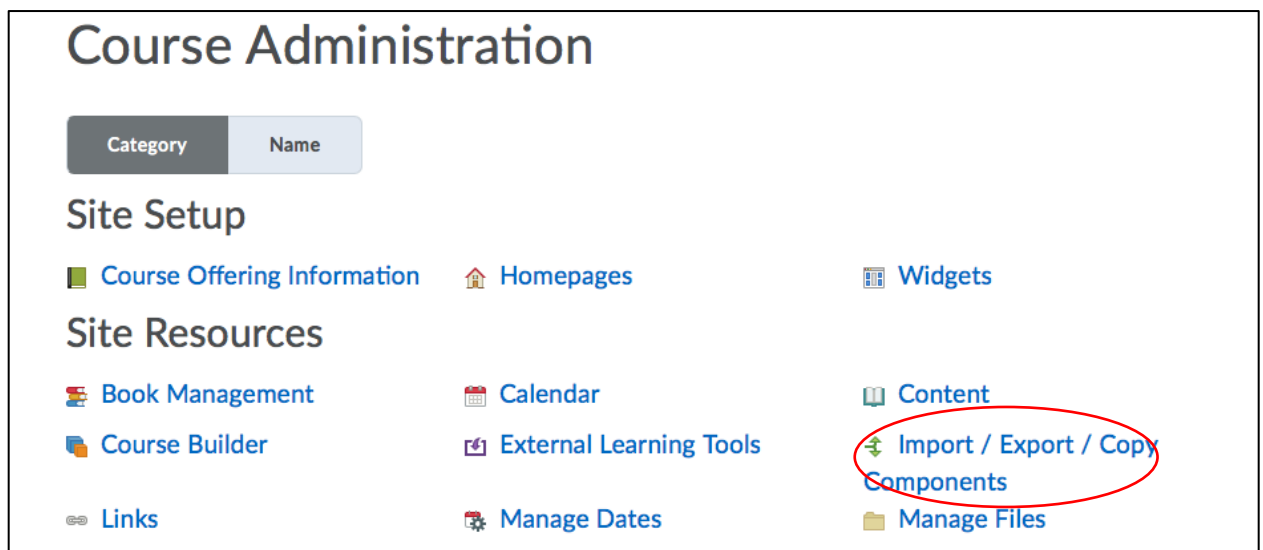 Course Administration
Category Name
Site Setup
Course Offering Information Homepages Widgets
Site Resources
Book Management Calendar Content
Course Builder External Learning Tools Import / Export / Copy
Components
Links Manage Dates Manage Files